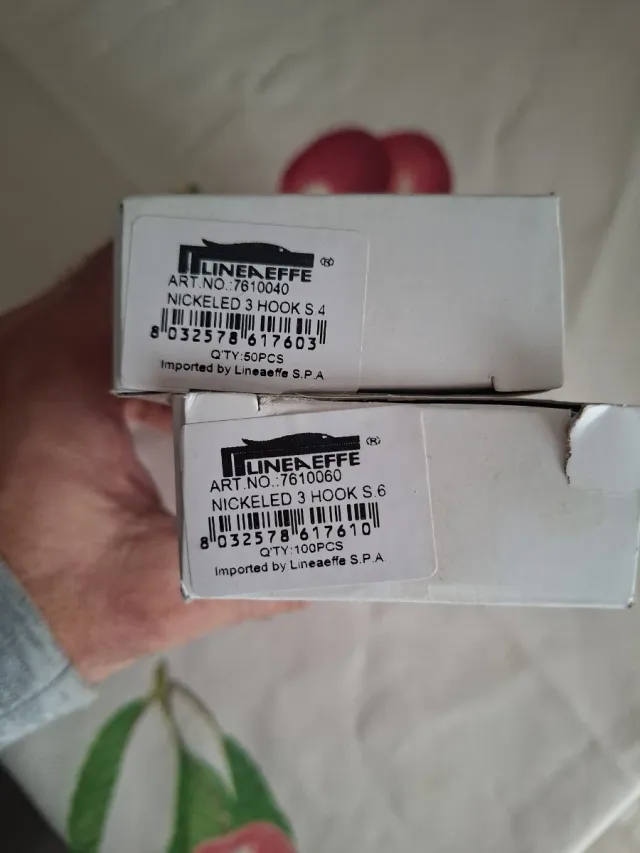 LINEAEFFE ®
ART.NO.:7610040
NICKELED 3 HOOK S.4
8 032578 617603
Q'TY:50PCS
Imported by Lineaeffe S.P.A
LINEAEFFE ®
ART.NO.:7610060
NICKELED 3 HOOK S.6
8 032578 617610
Q'TY:100PCS
Imported by Lineaeffe S.P.A